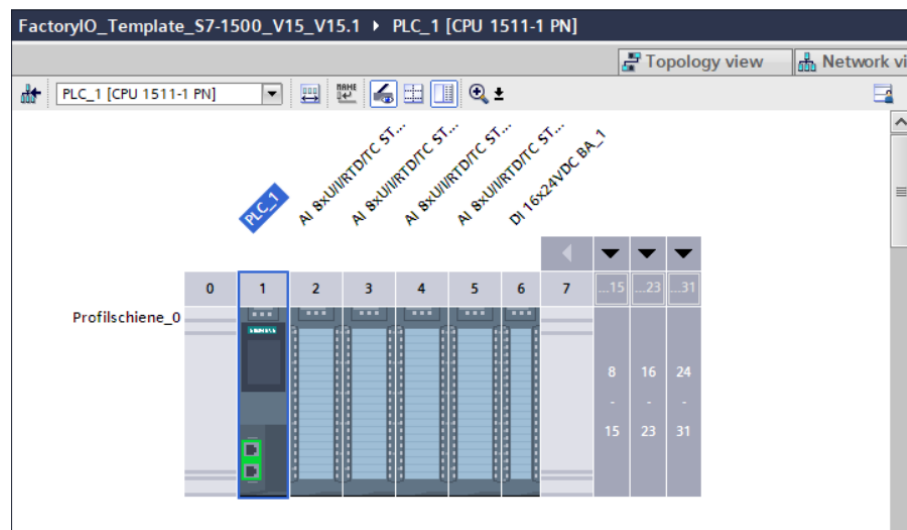 FactoryIO_Template_S7-1500_V15_V15.1 ▸ PLC_1 [CPU 1511-1 PN]
Topology view Network vi
PLC_1 [CPU 1511-1 PN]
PLC_1
AI 8xU/I/RTD/TC ST...
AI 8xU/I/RTD/TC ST...
AI 8xU/I/RTD/TC ST...
AI 8xU/I/RTD/TC ST...
DI 16x24VDC BA_1
0 1 2 3 4 5 6 7 ...15 ...23 ...31
Profilschiene_0
SIEMENS
8 16 24
- - -
15 23 31